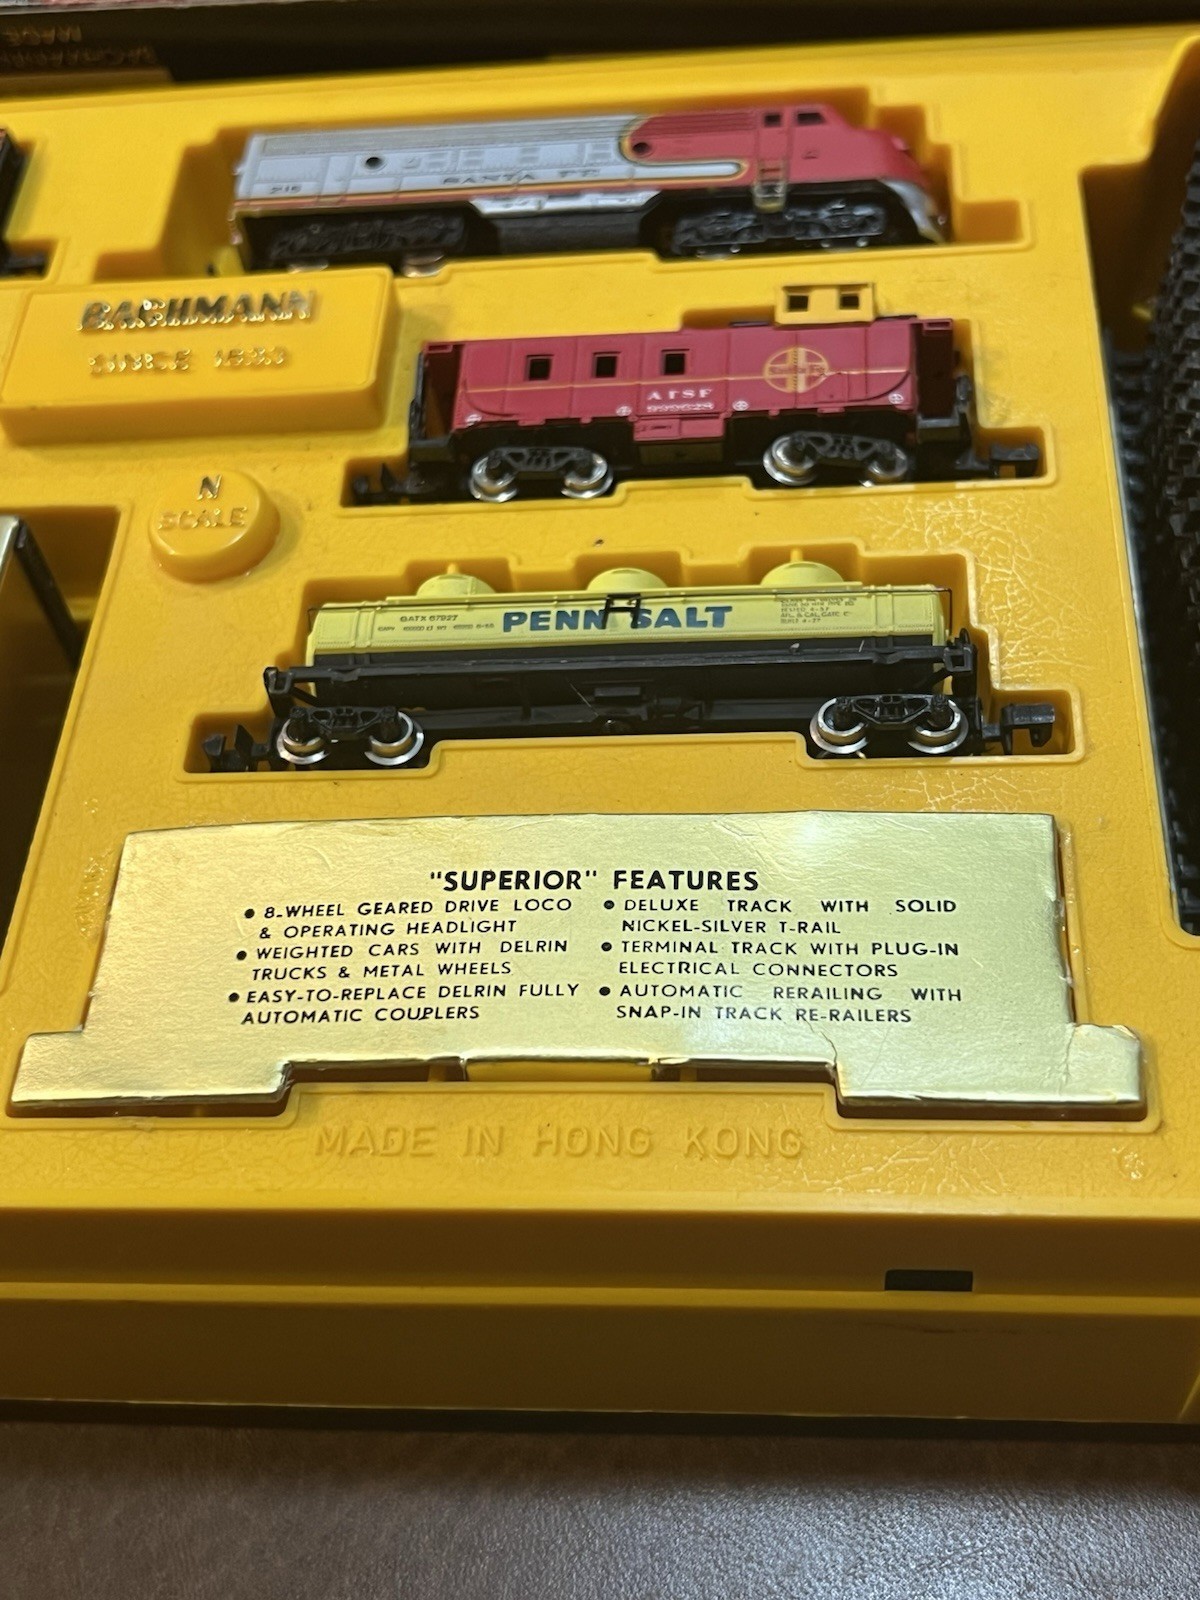 SANTA FE
BACHMANN
SINCE 1833
ATSF
999628
N
SCALE
GATX 67927
PENN SALT
"SUPERIOR" FEATURES
• 8-WHEEL GEARED DRIVE LOCO
& OPERATING HEADLIGHT
• WEIGHTED CARS WITH DELRIN
TRUCKS & METAL WHEELS
• EASY-TO-REPLACE DELRIN FULLY
AUTOMATIC COUPLERS
• DELUXE TRACK WITH SOLID
NICKEL-SILVER T-RAIL
• TERMINAL TRACK WITH PLUG-IN
ELECTRICAL CONNECTORS
• AUTOMATIC RERAILING WITH
SNAP-IN TRACK RE-RAILERS
MADE IN HONG KONG